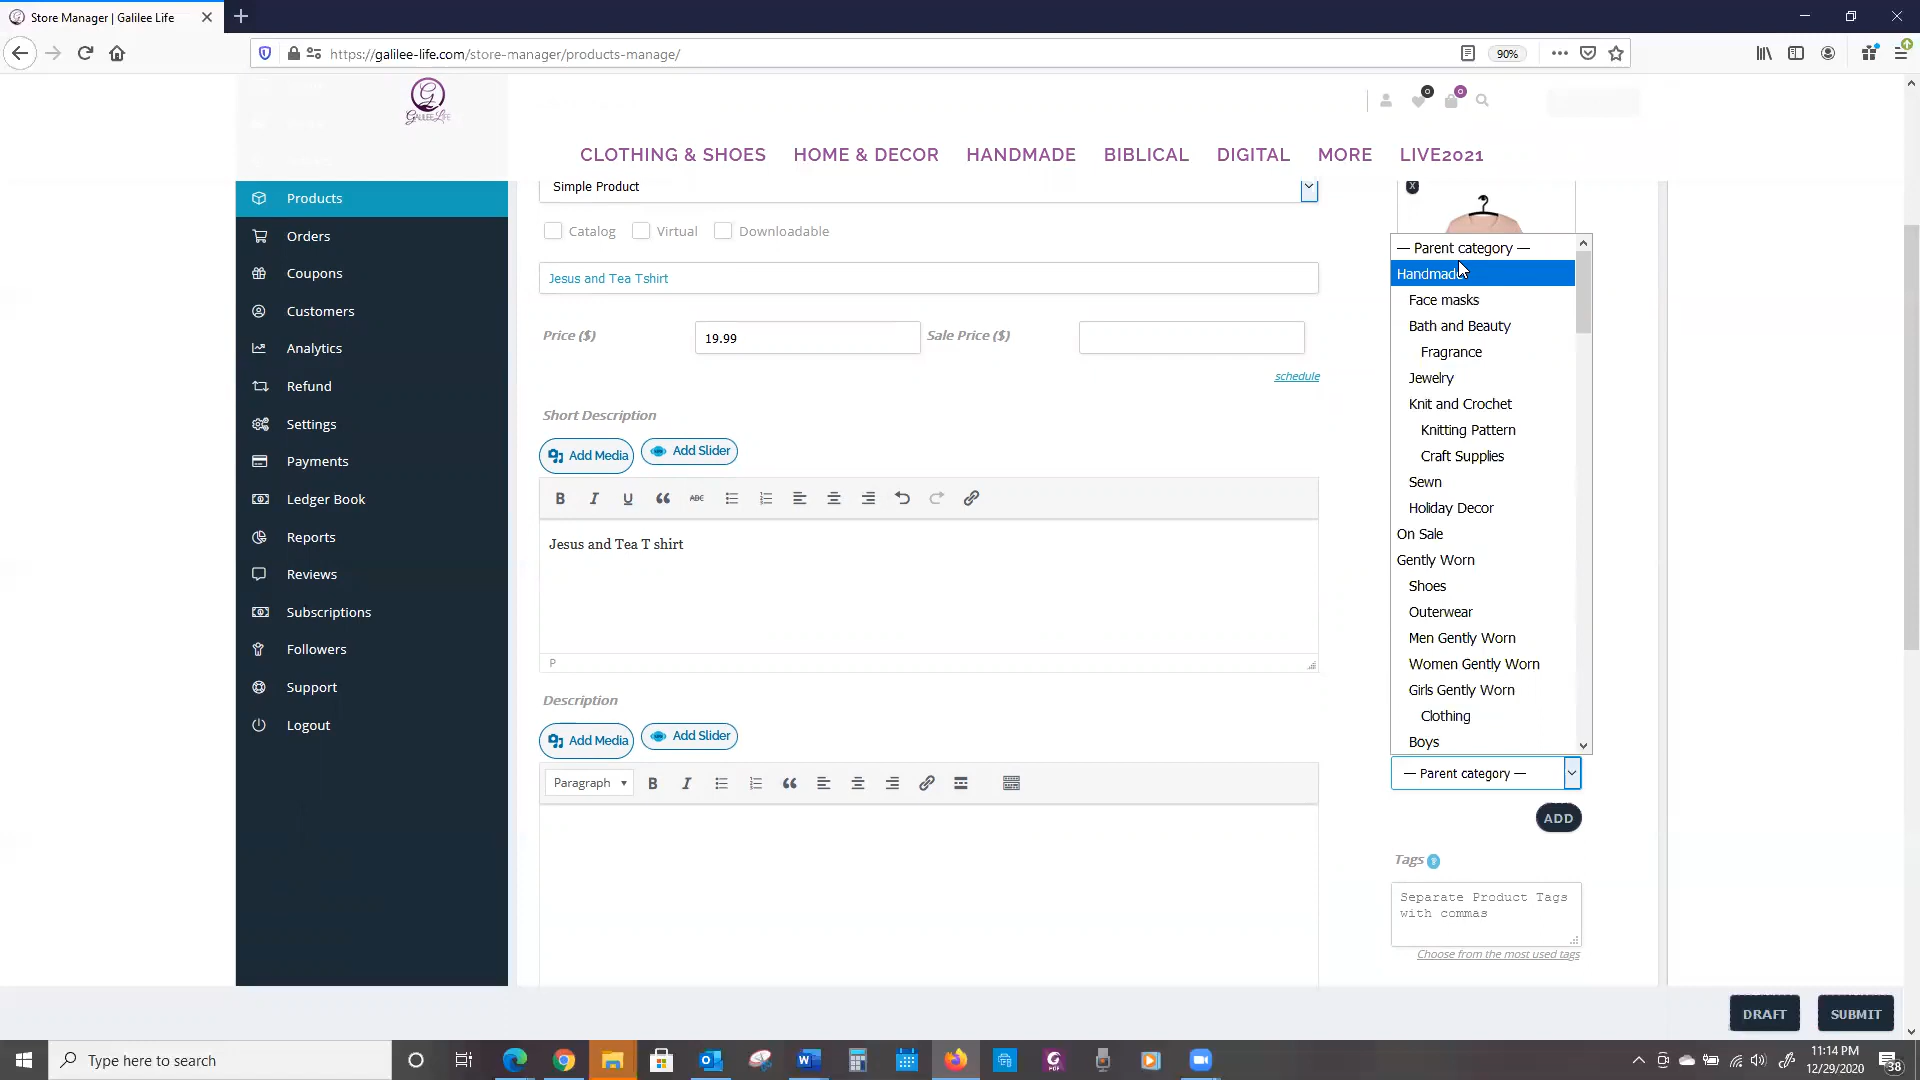 Store Manager | Galilee Life
https://galilee-life.com/store-manager/products-manage/
90%
GALILEE LIFE
0
0
CLOTHING & SHOES
HOME & DECOR
HANDMADE
BIBLICAL
DIGITAL
MORE
LIVE2021
Products
Orders
Coupons
Customers
Analytics
Refund
Settings
Payments
Ledger Book
Reports
Reviews
Subscriptions
Followers
Support
Logout
Simple Product
Catalog
Virtual
Downloadable
Jesus and Tea Tshirt
Price ($)
19.99
Sale Price ($)
schedule
Short Description
Add Media
Add Slider
B I U ABC
Jesus and Tea T shirt
P
Description
Add Media
Add Slider
Paragraph
B I
X
— Parent category —
Handmade
Face masks
Bath and Beauty
Fragrance
Jewelry
Knit and Crochet
Knitting Pattern
Craft Supplies
Sewn
Holiday Decor
On Sale
Gently Worn
Shoes
Outerwear
Men Gently Worn
Women Gently Worn
Girls Gently Worn
Clothing
Boys
— Parent category —
ADD
Tags
Separate Product Tags
with commas
Choose from the most used tags
DRAFT
SUBMIT
Type here to search
11:14 PM
12/29/2020
38